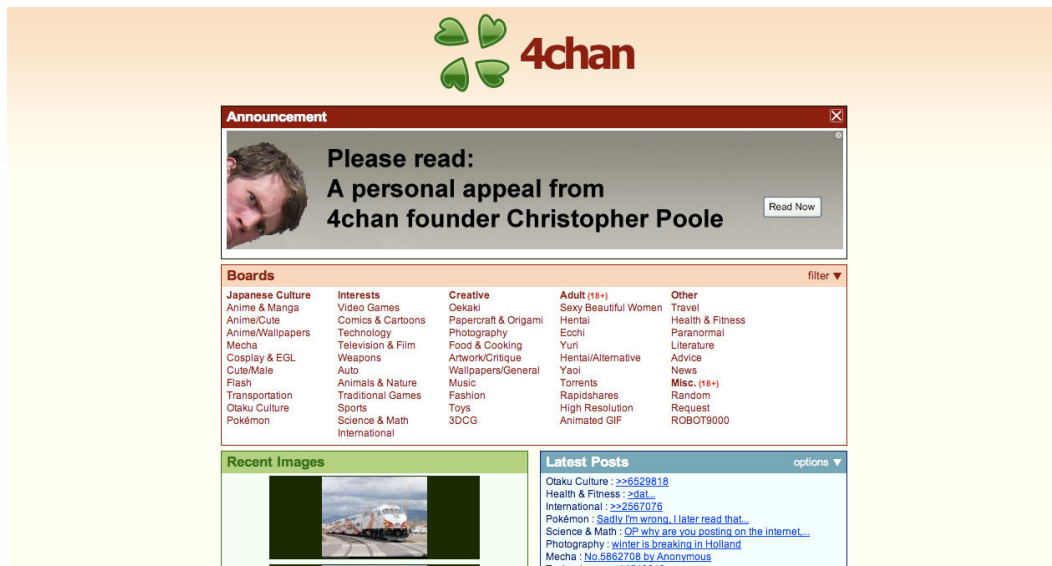 4chan
Announcement
Please read:
A personal appeal from
4chan founder Christopher Poole
Read Now
Boards
filter ▼
Japanese Culture
Anime & Manga
Anime/Cute
Anime/Wallpapers
Mecha
Cosplay & EGL
Cute/Male
Flash
Transportation
Otaku Culture
Pokémon
Interests
Video Games
Comics & Cartoons
Technology
Television & Film
Weapons
Auto
Animals & Nature
Traditional Games
Sports
Science & Math
International
Creative
Oekaki
Papercraft & Origami
Photography
Food & Cooking
Artwork/Critique
Wallpapers/General
Music
Fashion
Toys
3DCG
Adult (18+)
Sexy Beautiful Women
Hentai
Ecchi
Yuri
Hentai/Alternative
Yaoi
Torrents
Rapidshares
High Resolution
Animated GIF
Other
Travel
Health & Fitness
Paranormal
Literature
Advice
News
Misc. (18+)
Random
Request
ROBOT9000
Recent Images
Latest Posts
options ▼
Otaku Culture : >>6529818
Health & Fitness : >dat...
International : >>2567076
Pokémon : Sadly I'm wrong, I later read that...
Science & Math : OP why are you posting on the internet,...
Photography : winter is breaking in Holland
Mecha : No.5862708 by Anonymous